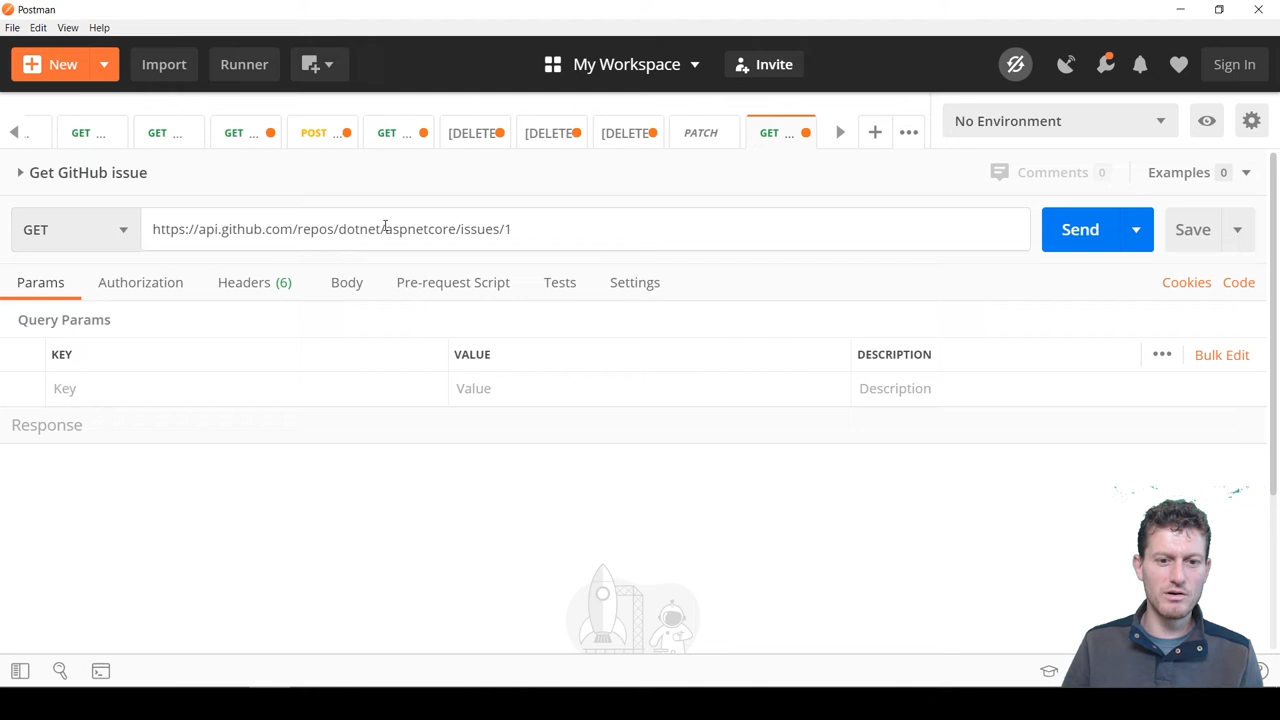 Postman
File Edit View Help
New Import Runner My Workspace Invite Sign In
.. GET ... GET ... GET ... POST ... GET ... [DELETE [DELETE [DELETE PATCH GET ... No Environment
Get GitHub issue Comments 0 Examples 0
GET https://api.github.com/repos/dotnet/aspnetcore/issues/1 Send Save
Params Authorization Headers (6) Body Pre-request Script Tests Settings Cookies Code
Query Params
KEY VALUE DESCRIPTION Bulk Edit
Key Value Description
Response